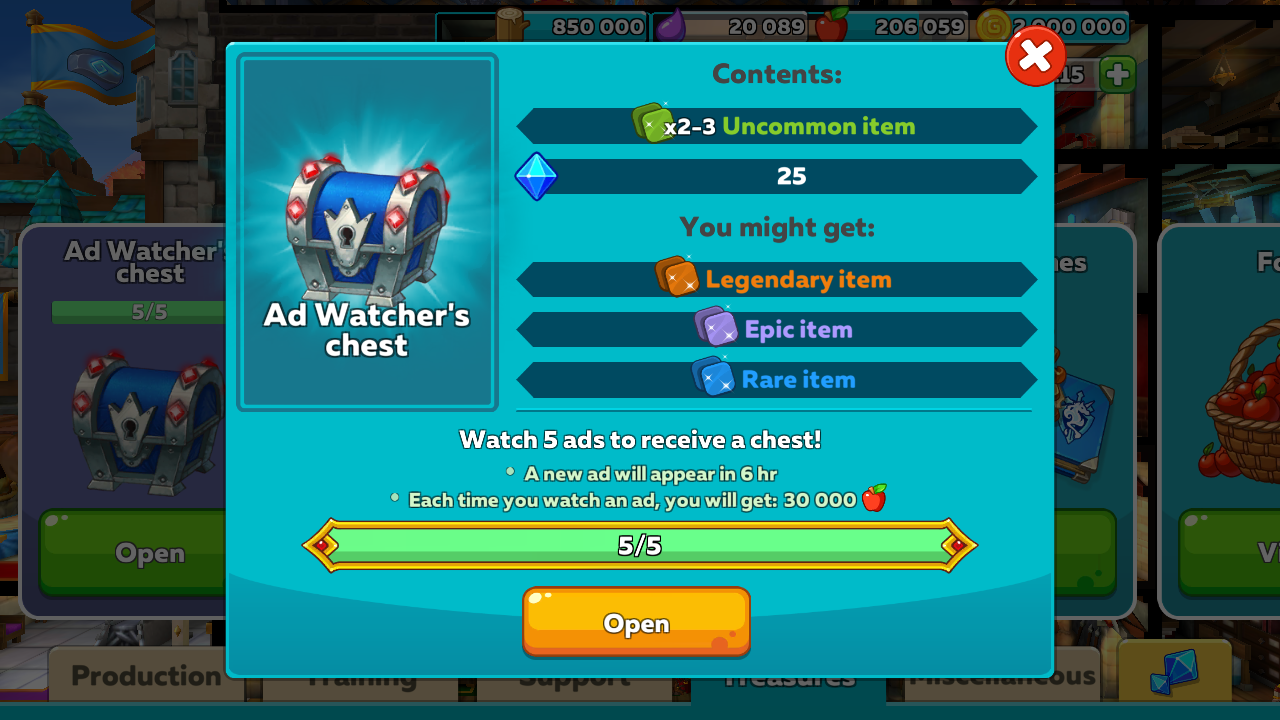 850 000
20 089
206 059
2 000 000
15
Contents:
x2-3 Uncommon item
25
You might get:
Legendary item
Epic item
Rare item
Ad Watcher's
chest
Ad Watcher's
chest
5/5
Open
Watch 5 ads to receive a chest!
• A new ad will appear in 6 hr
• Each time you watch an ad, you will get: 30 000
5/5
Open
Production
Training
Support
Treasures
Miscellaneous